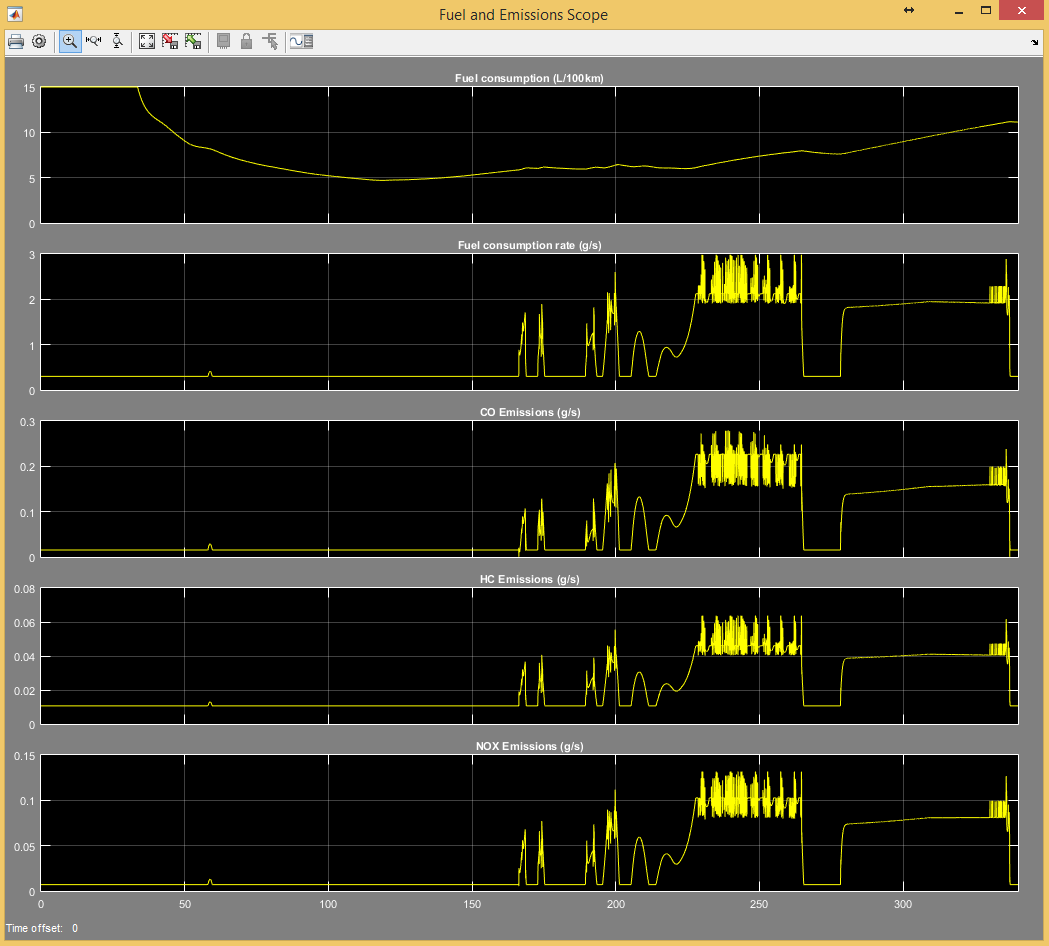 Fuel and Emissions Scope
Fuel consumption (L/100km)
15
10
5
0
Fuel consumption rate (g/s)
3
2
1
0
CO Emissions (g/s)
0.3
0.2
0.1
0
HC Emissions (g/s)
0.08
0.06
0.04
0.02
0
NOX Emissions (g/s)
0.15
0.1
0.05
0
0 50 100 150 200 250 300
Time offset: 0